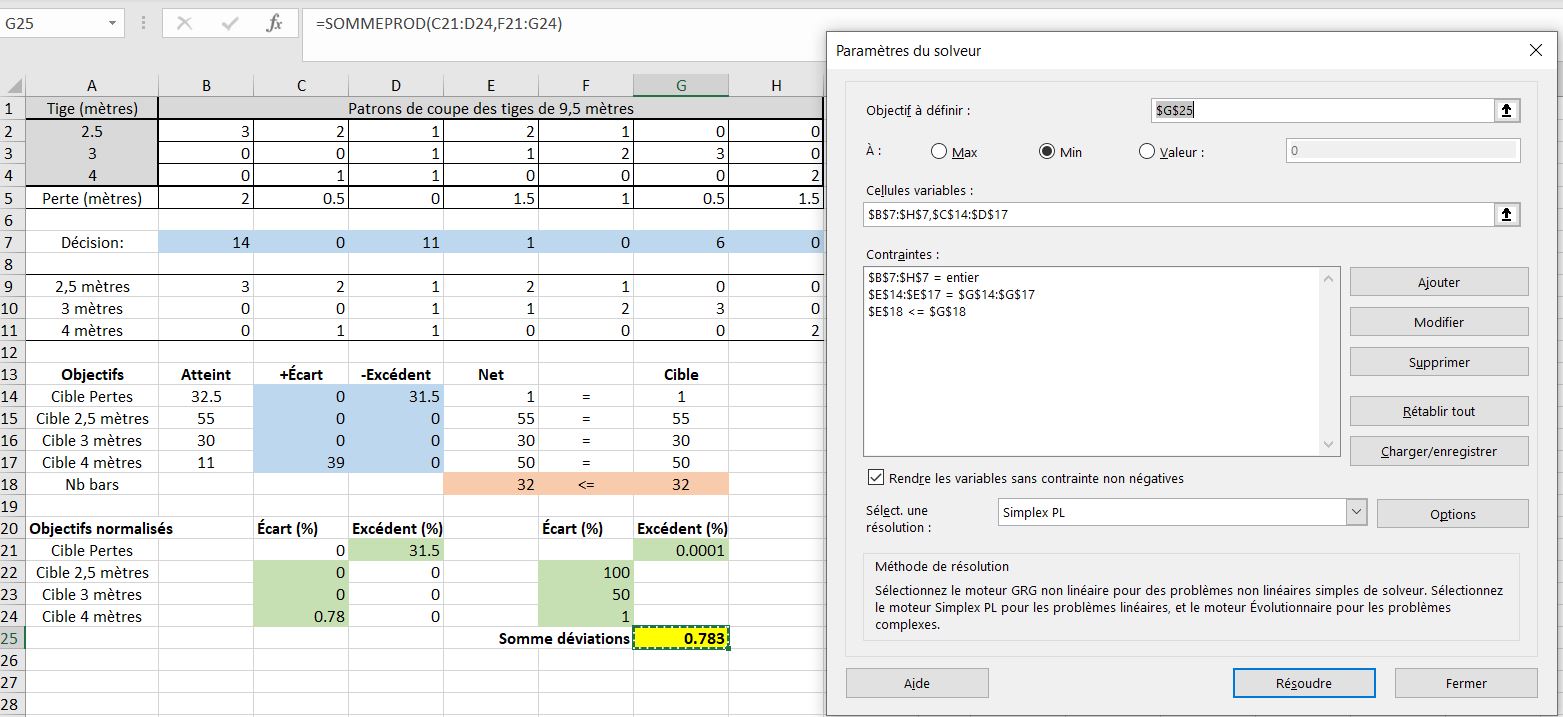 G25 fx =SOMMEPROD(C21:D24,F21:G24)
A B C D E F G H
1 Tige (mètres) Patrons de coupe des tiges de 9,5 mètres
2 2.5 3 2 1 2 1 0 0
3 3 0 0 1 1 2 3 0
4 4 0 1 1 0 0 0 2
5 Perte (mètres) 2 0.5 0 1.5 1 0.5 1.5
6
7 Décision: 14 0 11 1 0 6 0
8
9 2,5 mètres 3 2 1 2 1 0 0
10 3 mètres 0 0 1 1 2 3 0
11 4 mètres 0 1 1 0 0 0 2
12
13 Objectifs Atteint +Écart -Excédent Net Cible
14 Cible Pertes 32.5 0 31.5 1 = 1
15 Cible 2,5 mètres 55 0 0 55 = 55
16 Cible 3 mètres 30 0 0 30 = 30
17 Cible 4 mètres 11 39 0 50 = 50
18 Nb bars 32 <= 32
19
20 Objectifs normalisés Écart (%) Excédent (%) Écart (%) Excédent (%)
21 Cible Pertes 0 31.5 0.0001
22 Cible 2,5 mètres 0 0 100
23 Cible 3 mètres 0 0 50
24 Cible 4 mètres 0.78 0 1
25 Somme déviations 0.783
26
27
28
Paramètres du solveur
Objectif à définir : $G$25
À : Max Min Valeur : 0
Cellules variables :
$B$7:$H$7,$C$14:$D$17
Contraintes :
$B$7:$H$7 = entier
$E$14:$E$17 = $G$14:$G$17
$E$18 <= $G$18
Ajouter
Modifier
Supprimer
Rétablir tout
Charger/enregistrer
Rendre les variables sans contrainte non négatives
Sélect. une
résolution :
Simplex PL
Options
Méthode de résolution
Sélectionnez le moteur GRG non linéaire pour des problèmes non linéaires simples de solveur. Sélectionnez
le moteur Simplex PL pour les problèmes linéaires, et le moteur Évolutionnaire pour les problèmes
complexes.
Aide Résoudre Fermer